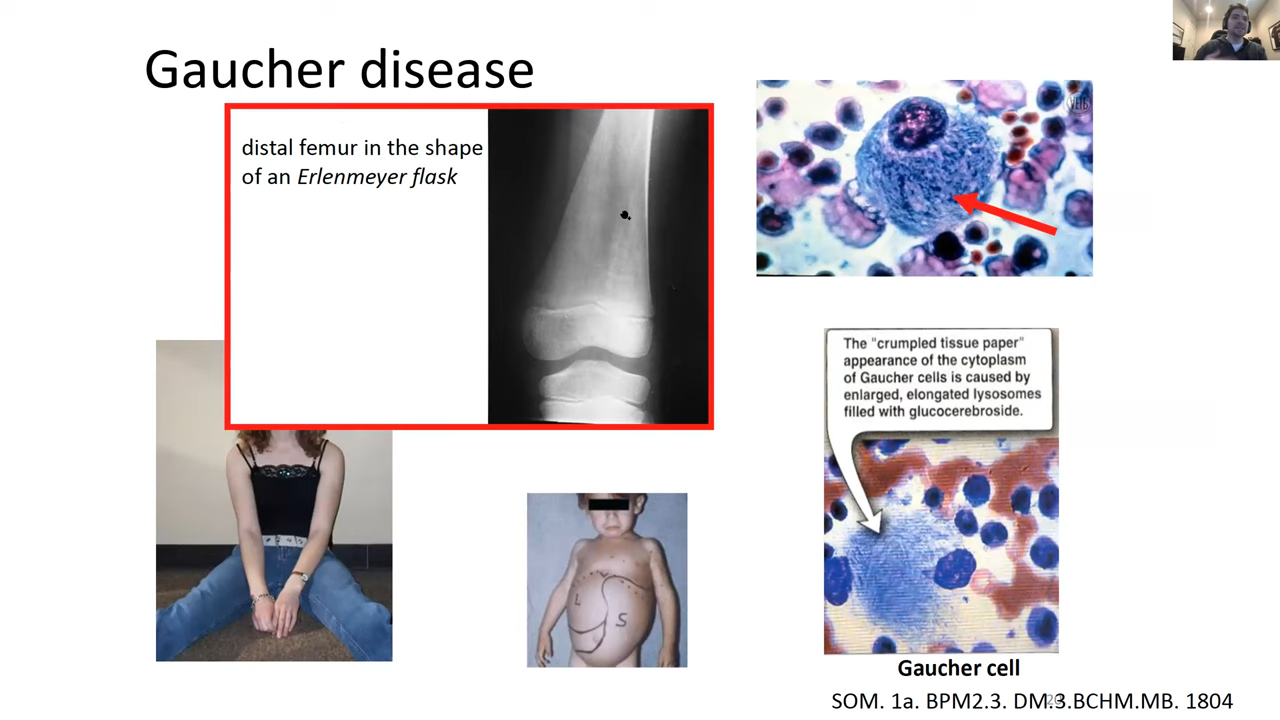 Gaucher disease
distal femur in the shape
of an Erlenmeyer flask
The "crumpled tissue paper"
appearance of the cytoplasm
of Gaucher cells is caused by
enlarged, elongated lysosomes
filled with glucocerebroside.
L
S
Gaucher cell
SOM. 1a. BPM2.3. DM.3.BCHM.MB. 1804